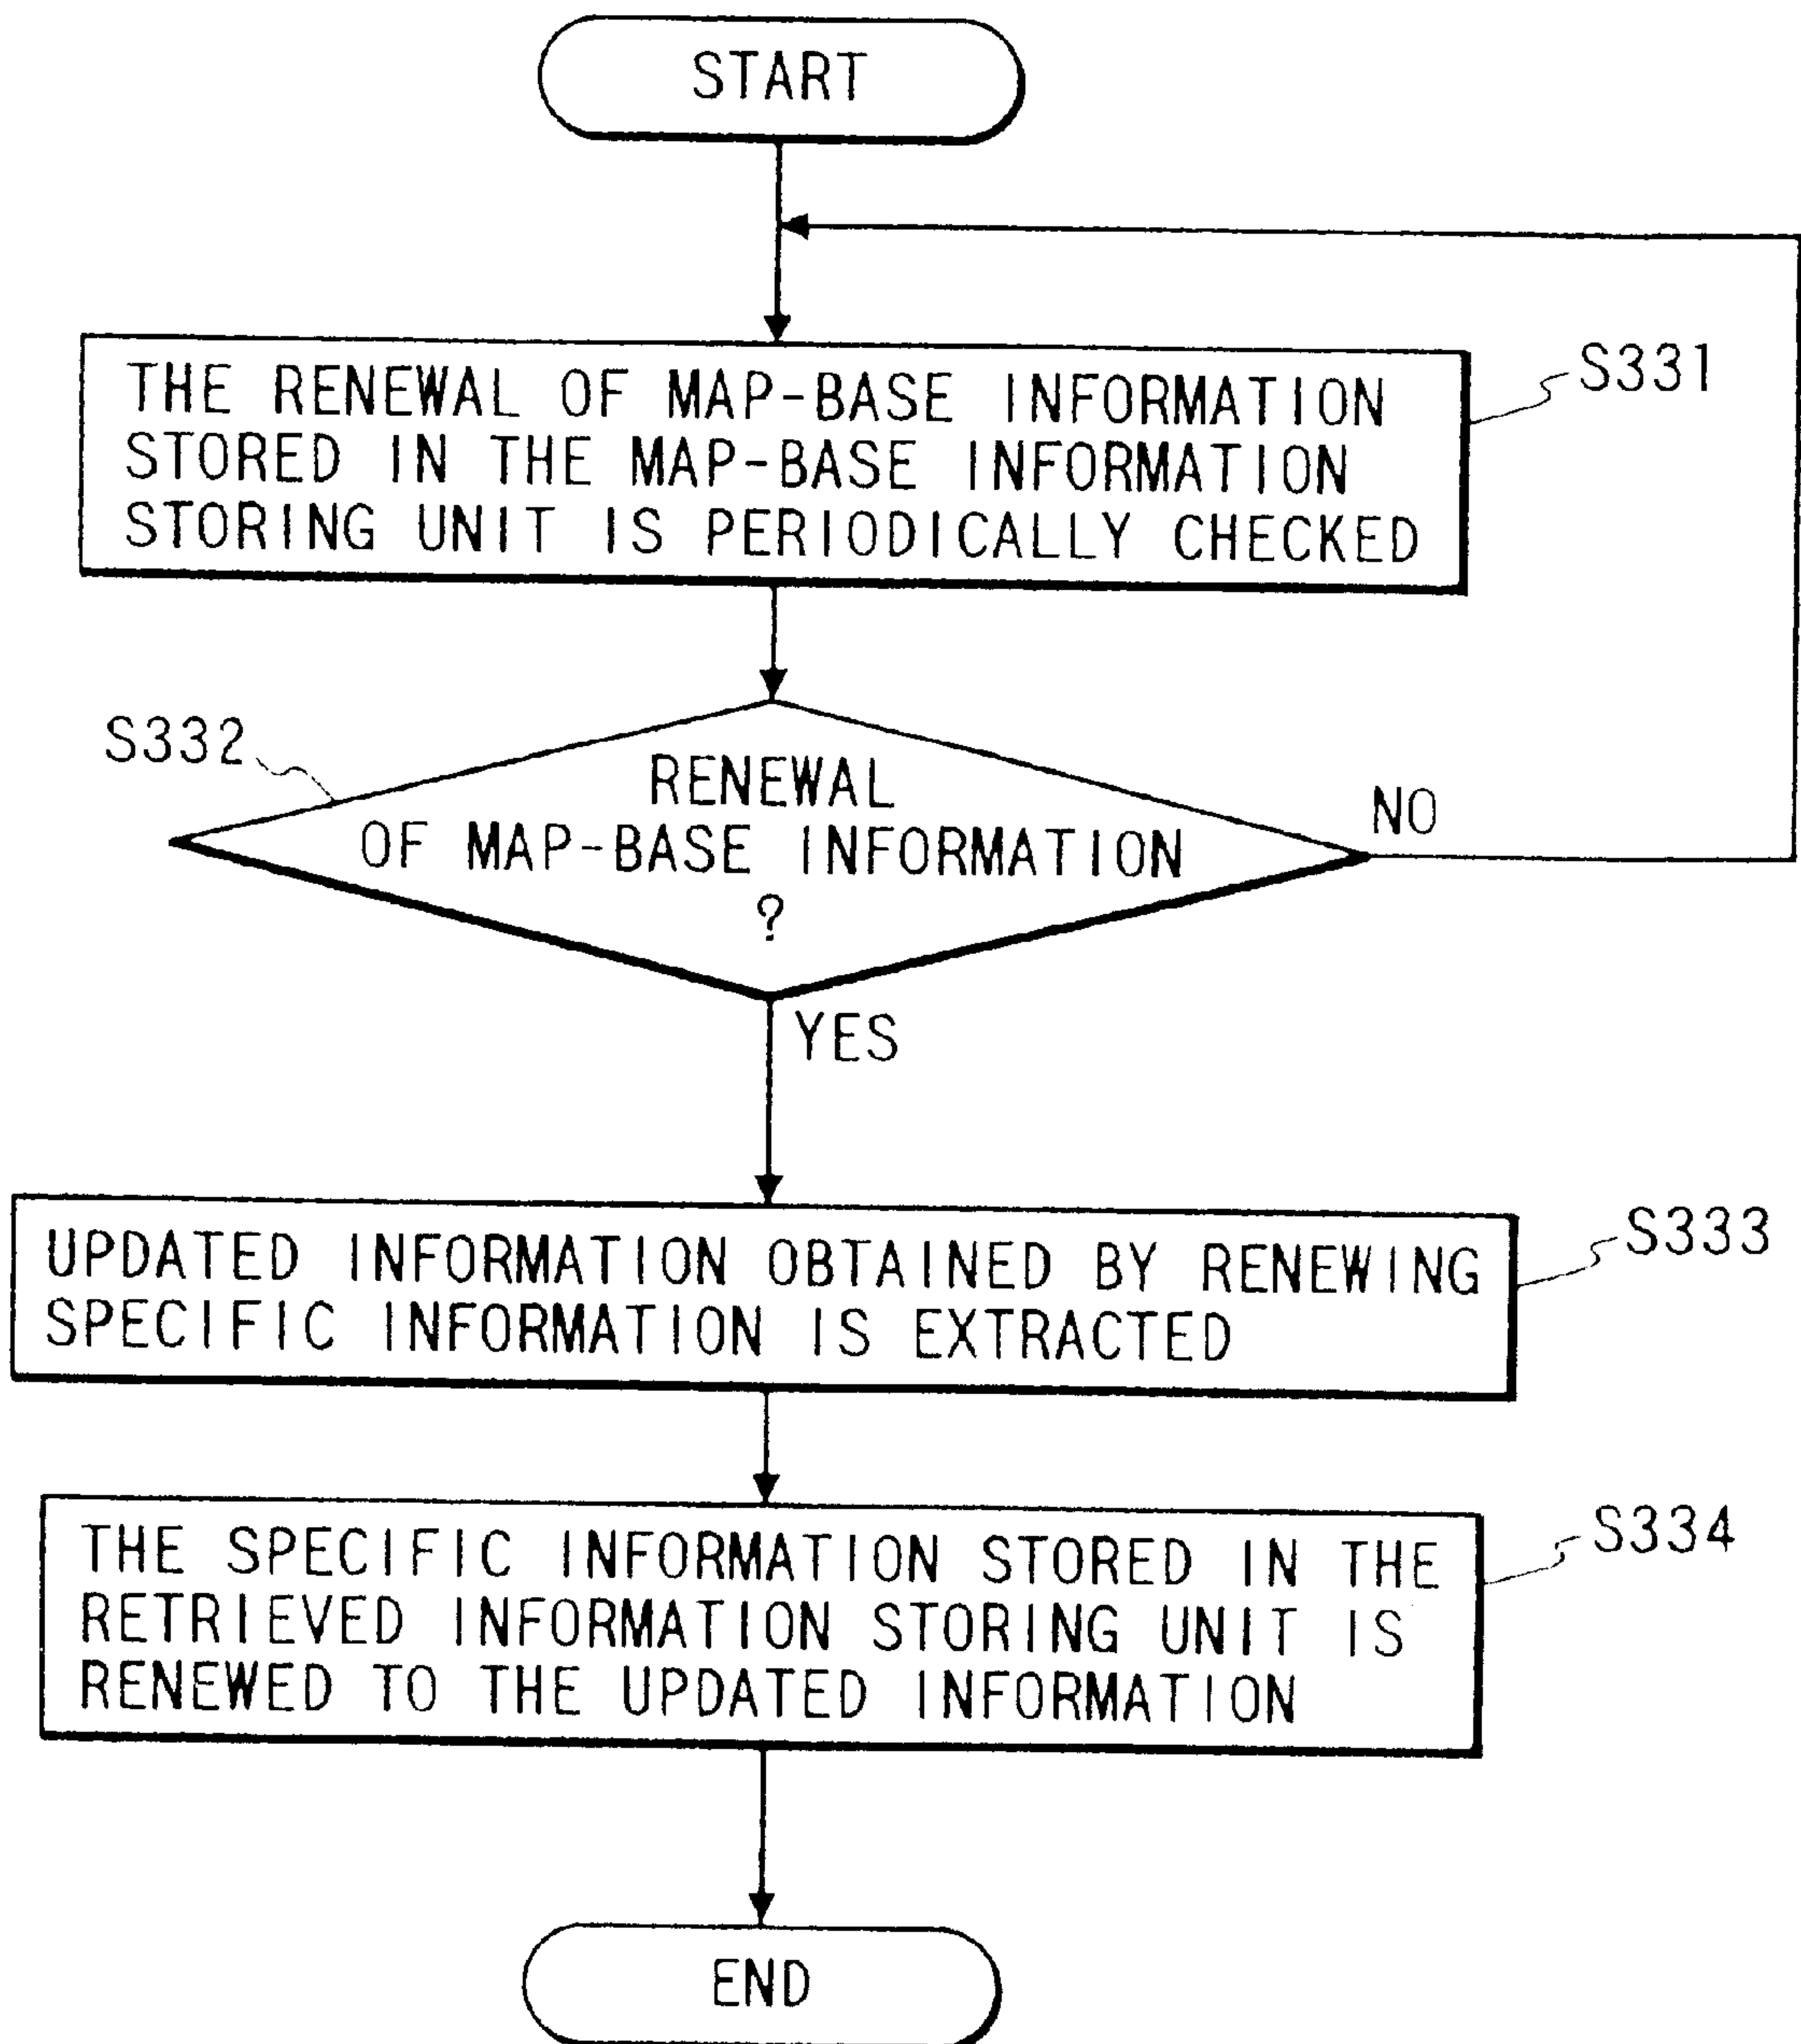 START
THE RENEWAL OF MAP-BASE INFORMATION
STORED IN THE MAP-BASE INFORMATION
STORING UNIT IS PERIODICALLY CHECKED
S331
S332
RENEWAL
OF MAP-BASE INFORMATION
?
NO
YES
UPDATED INFORMATION OBTAINED BY RENEWING
SPECIFIC INFORMATION IS EXTRACTED
S333
THE SPECIFIC INFORMATION STORED IN THE
RETRIEVED INFORMATION STORING UNIT IS
RENEWED TO THE UPDATED INFORMATION
S334
END